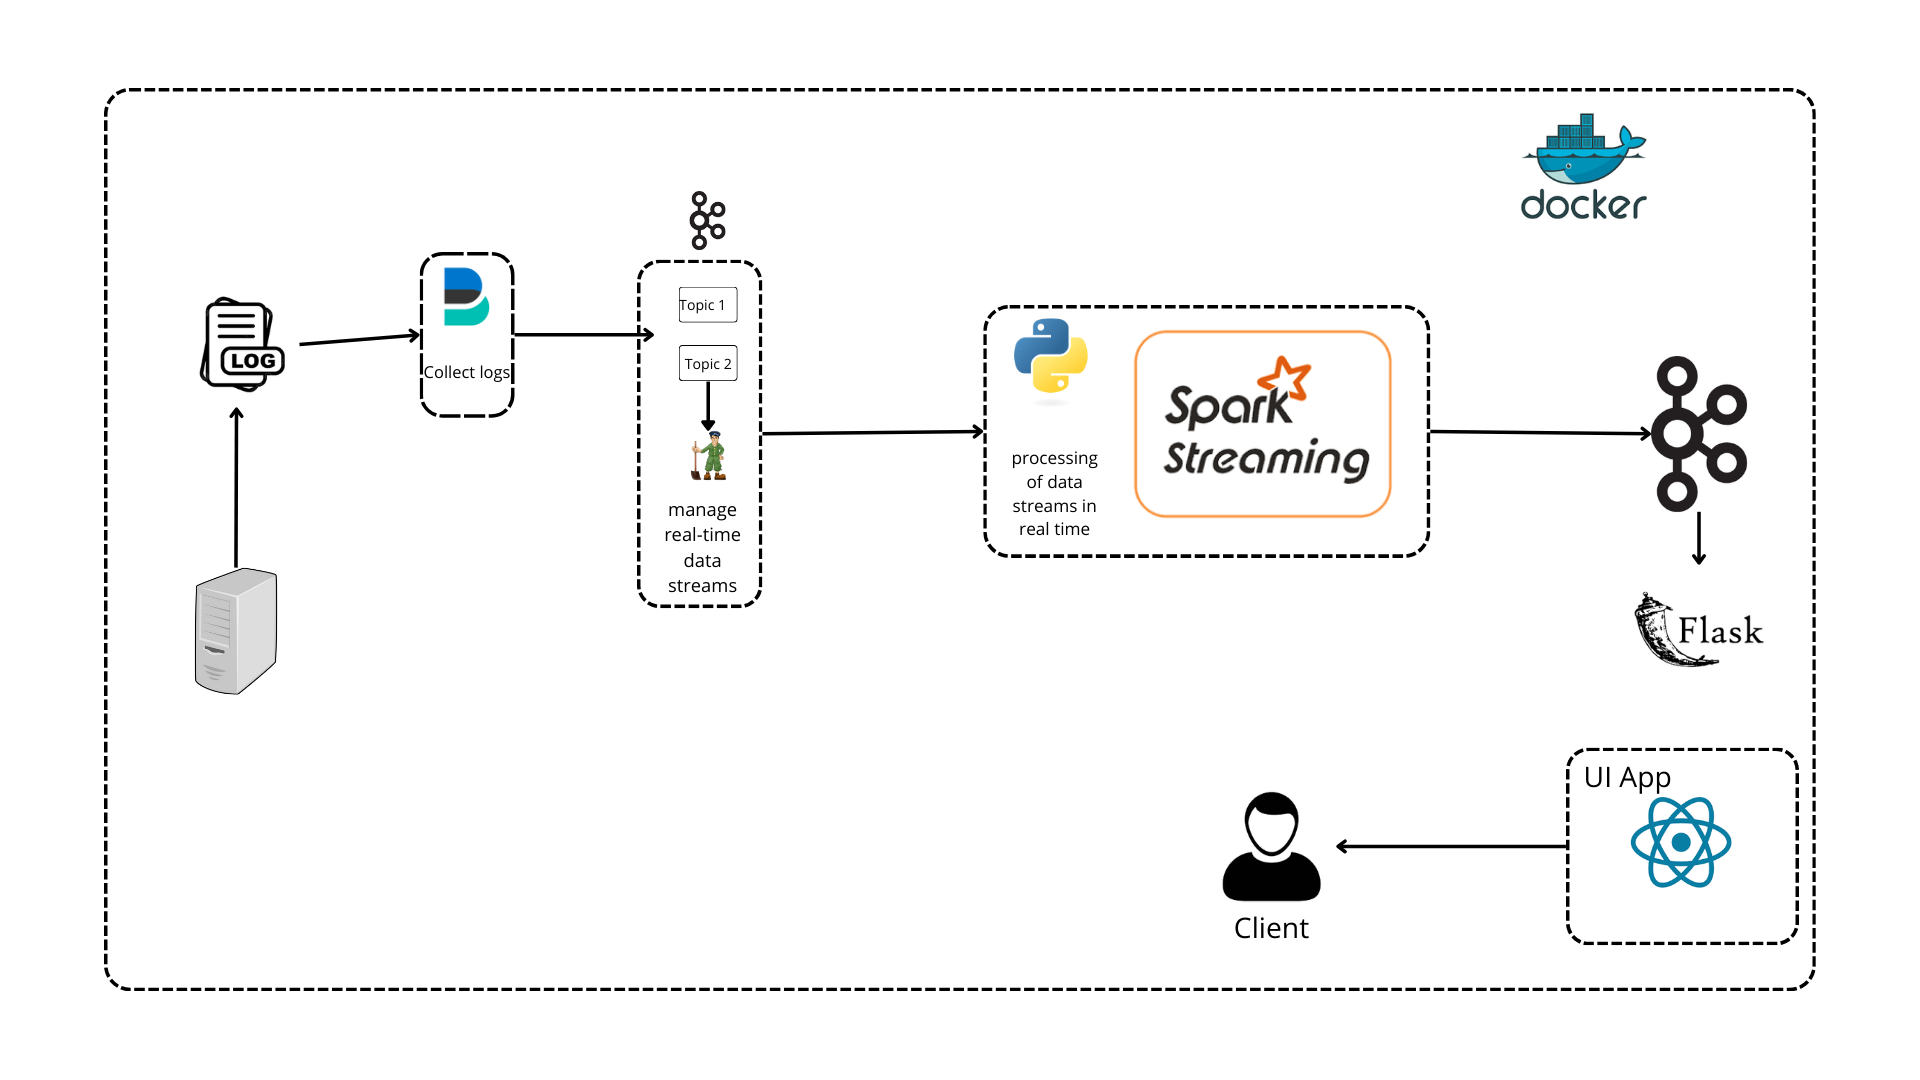 docker
Topic 1
LOG
Collect logs
Topic 2
manage
real-time
data
streams
Spark
Streaming
processing
of data
streams in
real time
Flask
UI App
Client